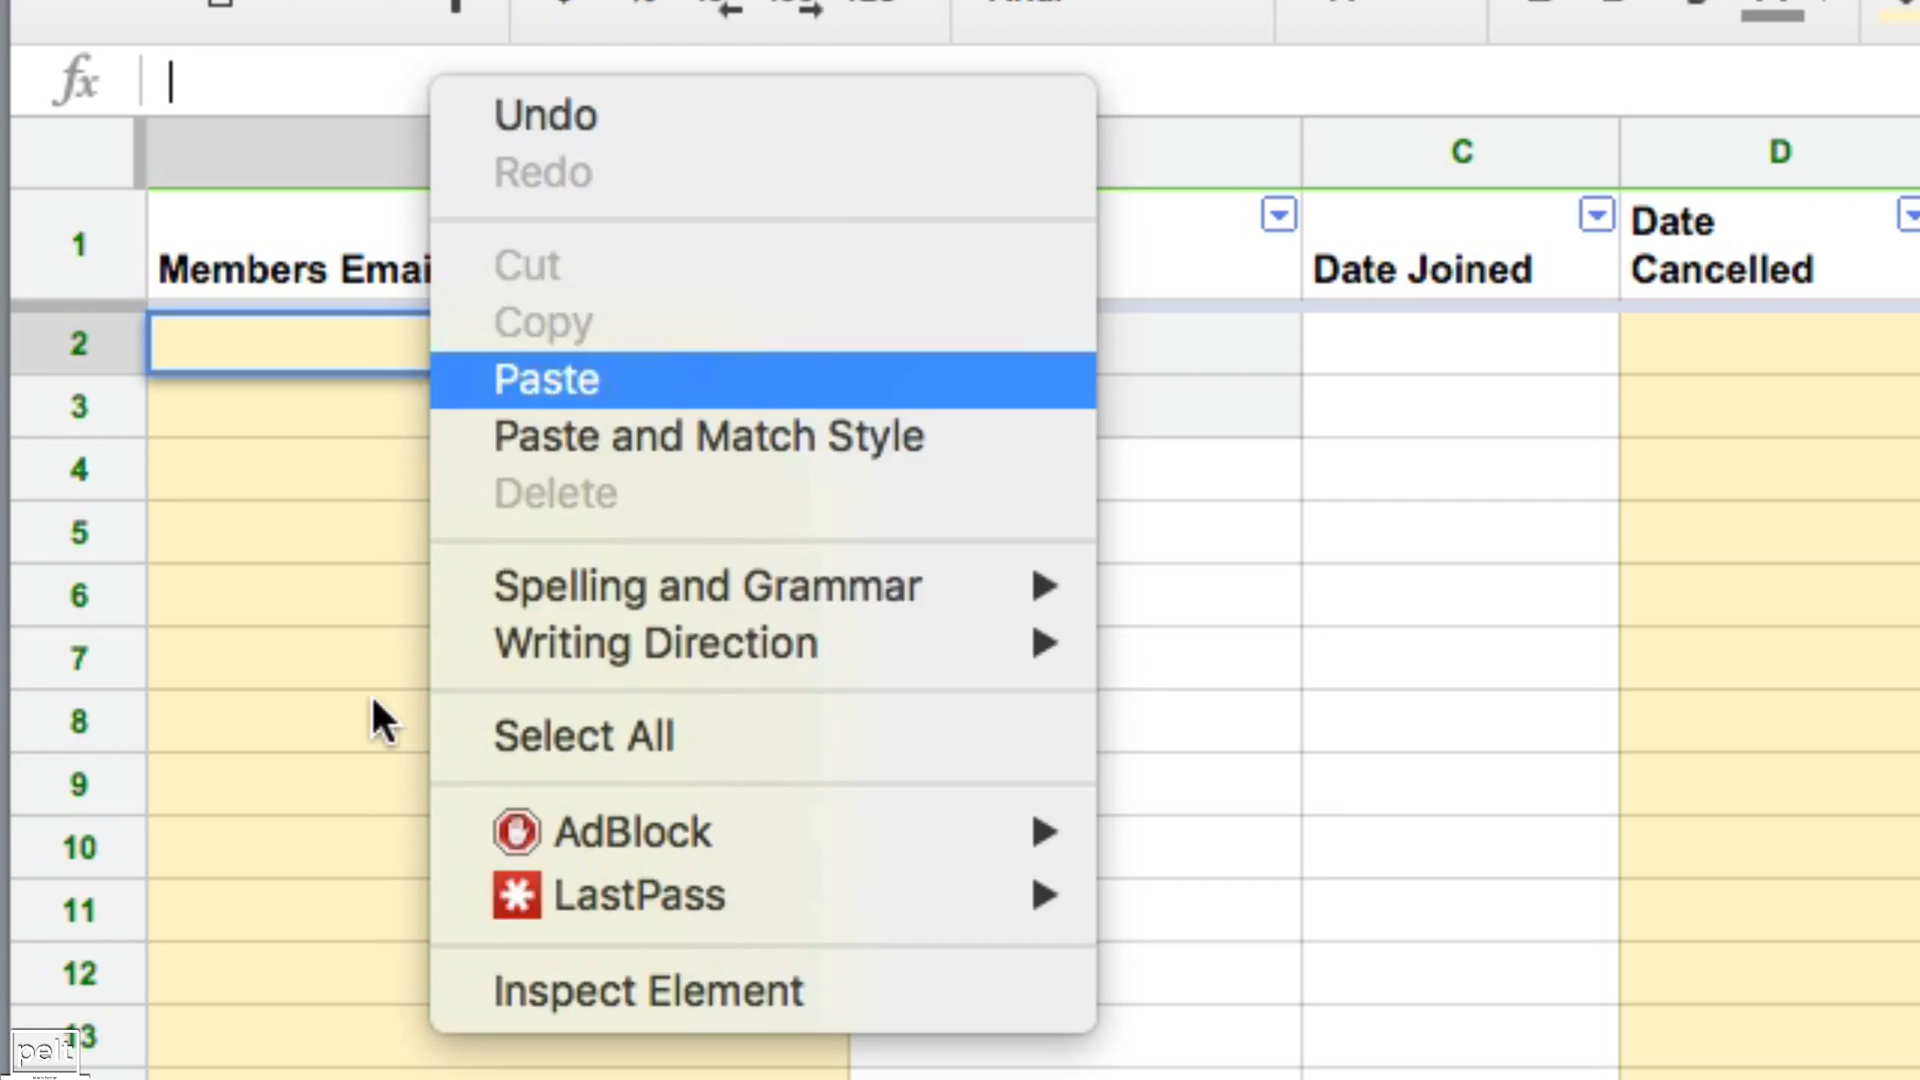 fx
Undo
Redo
C
D
1
Members Emai
Date Joined
Date
Cancelled
Cut
Copy
2
Paste
3
Paste and Match Style
4
Delete
5
Spelling and Grammar
6
Writing Direction
7
8
Select All
9
AdBlock
10
LastPass
11
12
Inspect Element
13
pelt